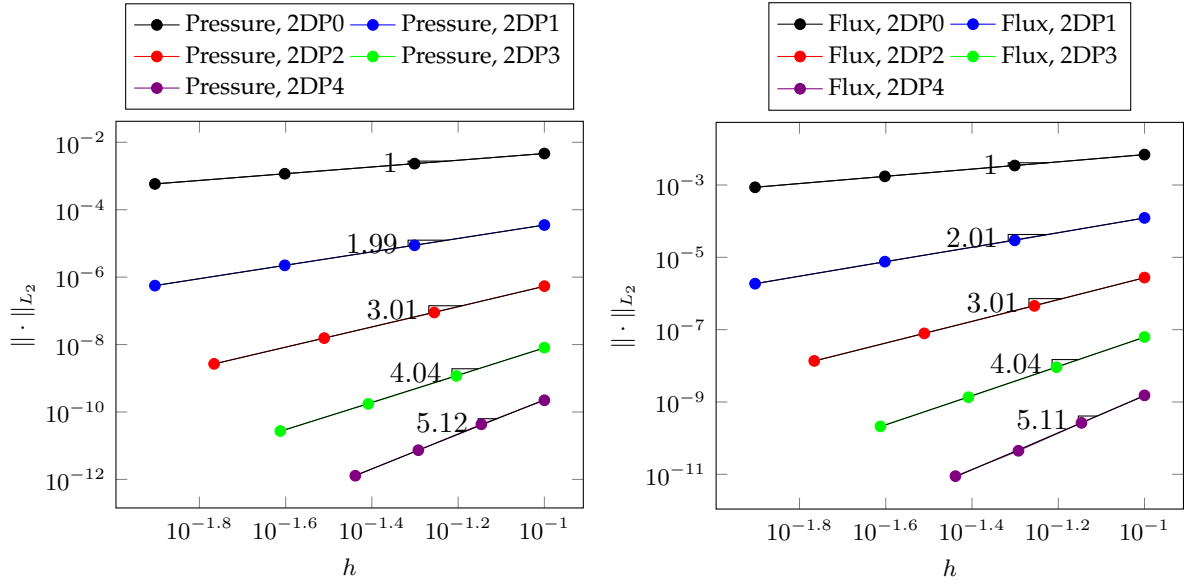 Pressure, 2DP0 Pressure, 2DP1
Pressure, 2DP2 Pressure, 2DP3
Pressure, 2DP4
10^{-2}
10^{-4}
10^{-6}
10^{-8}
10^{-10}
10^{-12}
∥ · ∥_{L_2}
1
1.99
3.01
4.04
5.12
10^{-1.8} 10^{-1.6} 10^{-1.4} 10^{-1.2} 10^{-1}
h
Flux, 2DP0 Flux, 2DP1
Flux, 2DP2 Flux, 2DP3
Flux, 2DP4
10^{-3}
10^{-5}
10^{-7}
10^{-9}
10^{-11}
∥ · ∥_{L_2}
1
2.01
3.01
4.04
5.11
10^{-1.8} 10^{-1.6} 10^{-1.4} 10^{-1.2} 10^{-1}
h